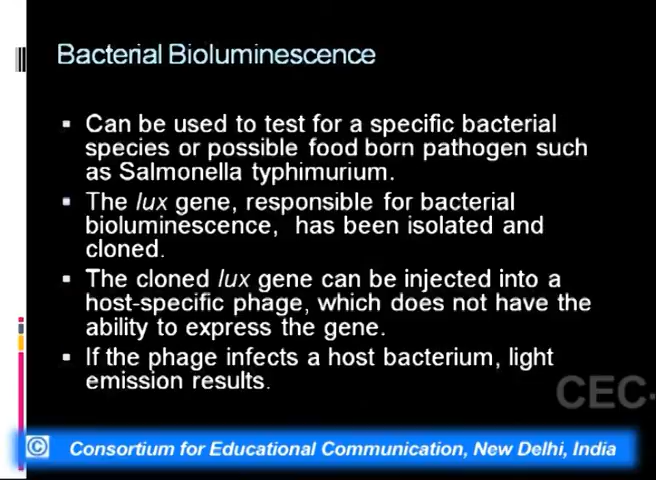 Bacterial Bioluminescence
▪ Can be used to test for a specific bacterial
species or possible food born pathogen such
as Salmonella typhimurium.
▪ The lux gene, responsible for bacterial
bioluminescence, has been isolated and
cloned.
▪ The cloned lux gene can be injected into a
host-specific phage, which does not have the
ability to express the gene.
▪ If the phage infects a host bacterium, light
emission results.
CEC-
© Consortium for Educational Communication, New Delhi, India